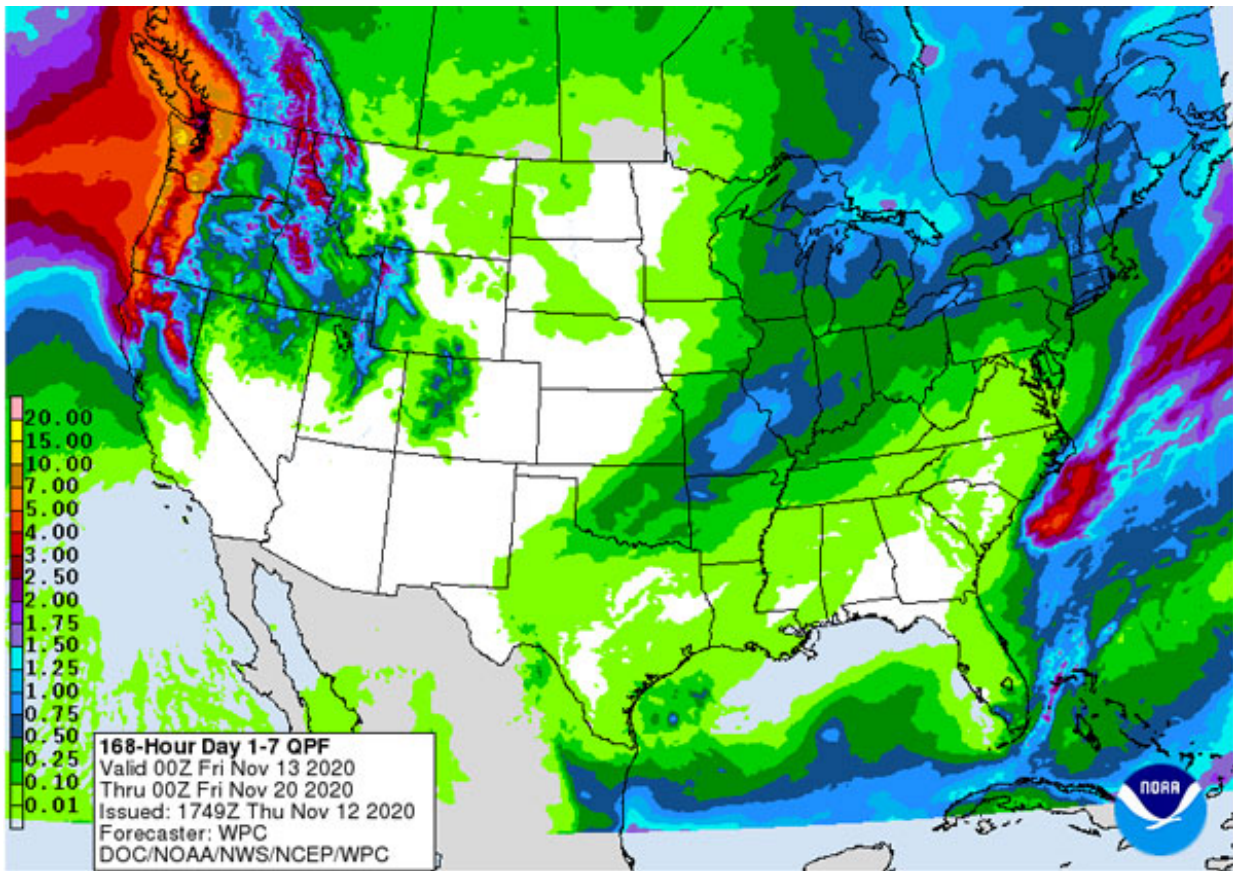 20.00
15.00
10.00
7.00
5.00
4.00
3.00
2.50
2.00
1.75
1.50
1.25
1.00
0.75
0.50
0.25
0.10
0.01
168-Hour Day 1-7 QPF
Valid 00Z Fri Nov 13 2020
Thru 00Z Fri Nov 20 2020
Issued: 1749Z Thu Nov 12 2020
Forecaster: WPC
DOC/NOAA/NWS/NCEP/WPC
NOAA